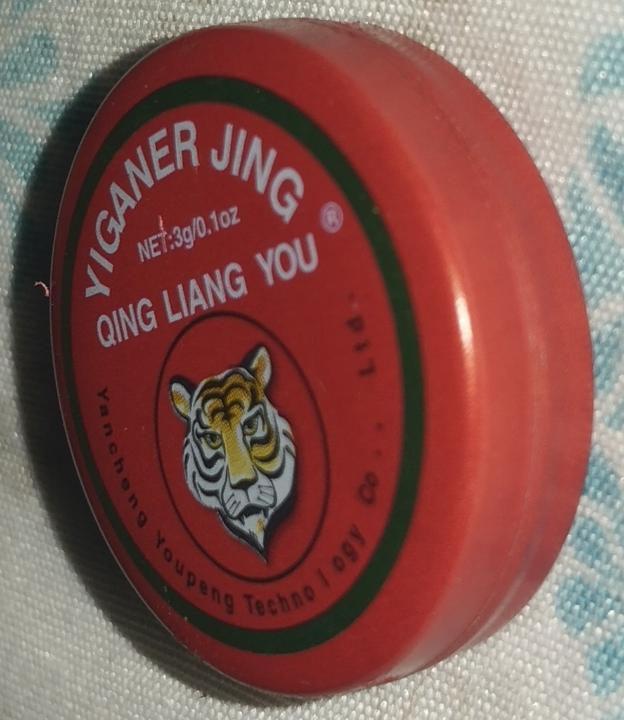 YIGANER JING ®
NET:3g/0.1oz
QING LIANG YOU
Yancheng Youpeng Technology Co., Ltd.